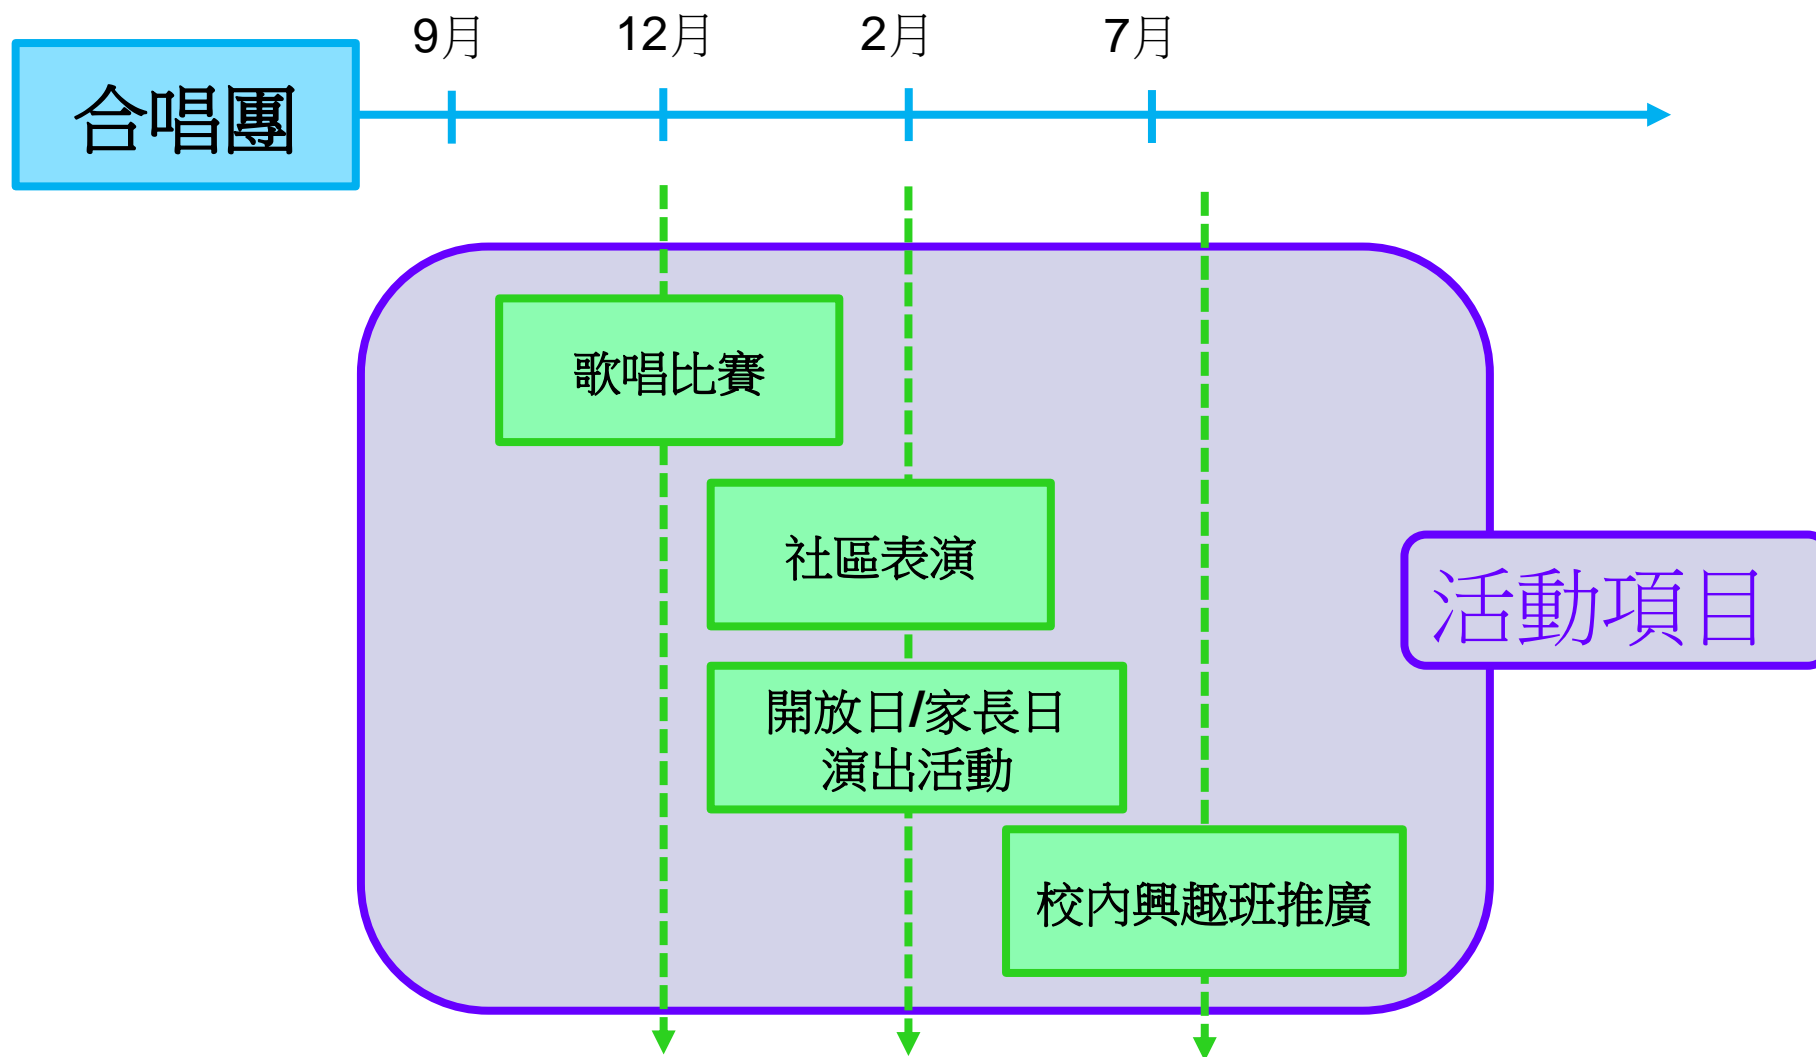 9月
12月
2月
7月
合唱團
歌唱比賽
社區表演
活動項目
開放日/家長日
演出活動
校內興趣班推廣